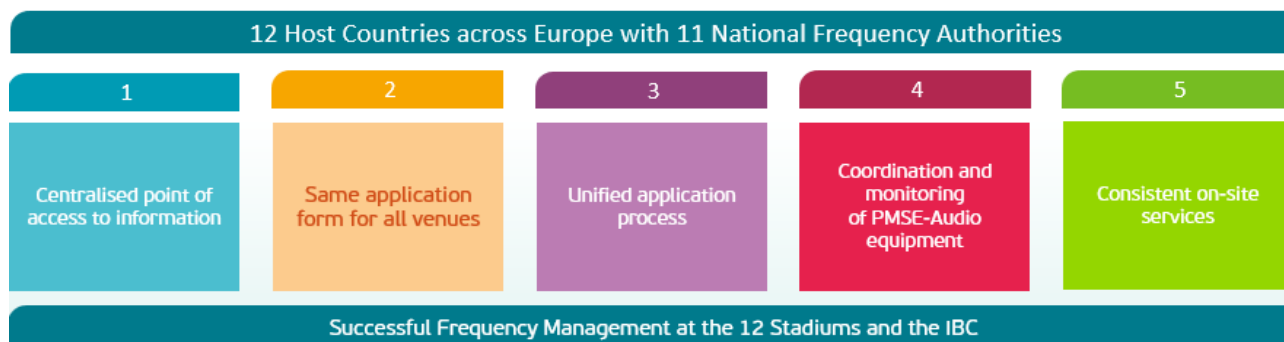 12 Host Countries across Europe with 11 National Frequency Authorities
1
2
3
4
5
Centralised point of
access to information
Same application
form for all venues
Unified application
process
Coordination and
monitoring
of PMSE-Audio
equipment
Consistent on-site
services
Successful Frequency Management at the 12 Stadiums and the IBC